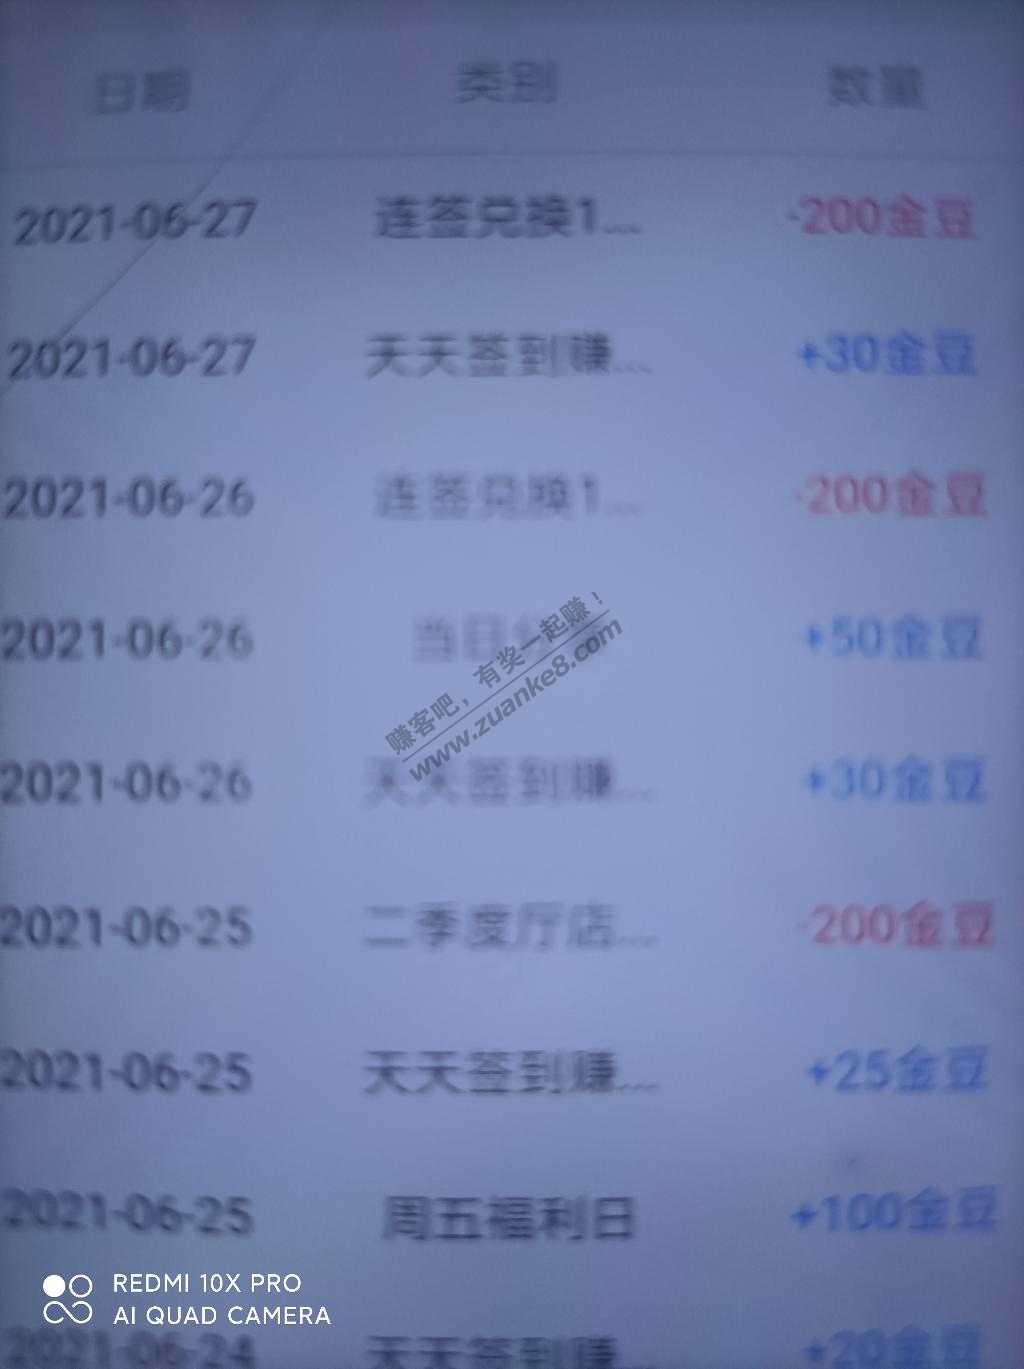 日期 类别 数量
2021-06-27 连签兑换1... -200金豆
2021-06-27 天天签到赚... +30金豆
2021-06-26 连签兑换1... -200金豆
2021-06-26 当日 +50金豆
2021-06-26 天天签到赚... +30金豆
2021-06-25 二季度厅店... -200金豆
2021-06-25 天天签到赚... +25金豆
2021-06-25 周五福利日 +100金豆
2021-06-24 天天签到赚... +20金豆
赚客吧，有奖一起赚！
www.zuanke8.com
REDMI 10X PRO
AI QUAD CAMERA